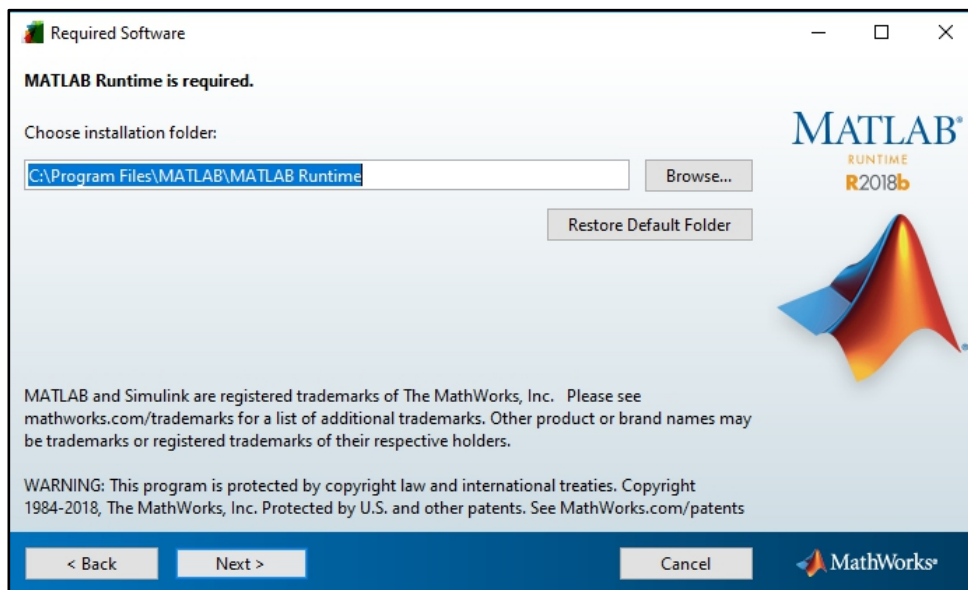 Required Software
MATLAB Runtime is required.
Choose installation folder:
C:\Program Files\MATLAB\MATLAB Runtime
Browse...
Restore Default Folder
MATLAB®
RUNTIME
R2018b
®
MATLAB and Simulink are registered trademarks of The MathWorks, Inc.   Please see
mathworks.com/trademarks for a list of additional trademarks. Other product or brand names may
be trademarks or registered trademarks of their respective holders.
WARNING: This program is protected by copyright law and international treaties. Copyright
1984-2018, The MathWorks, Inc. Protected by U.S. and other patents. See MathWorks.com/patents
< Back
Next >
Cancel
MathWorks®